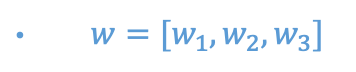 • w = [w₁, w₂, w₃]